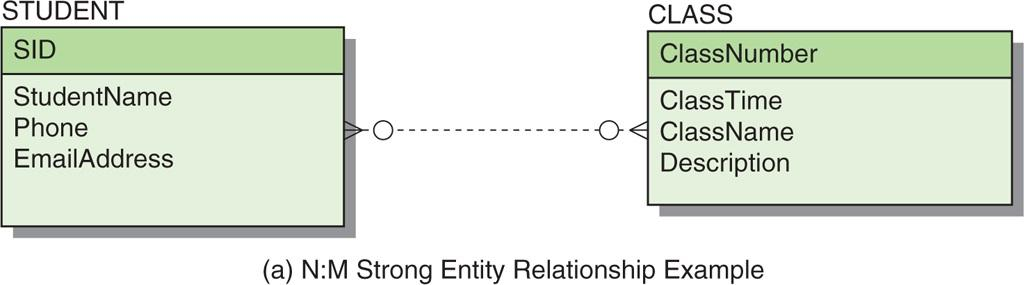 STUDENT
SID
StudentName
Phone
EmailAddress
CLASS
ClassNumber
ClassTime
ClassName
Description
(a) N:M Strong Entity Relationship Example